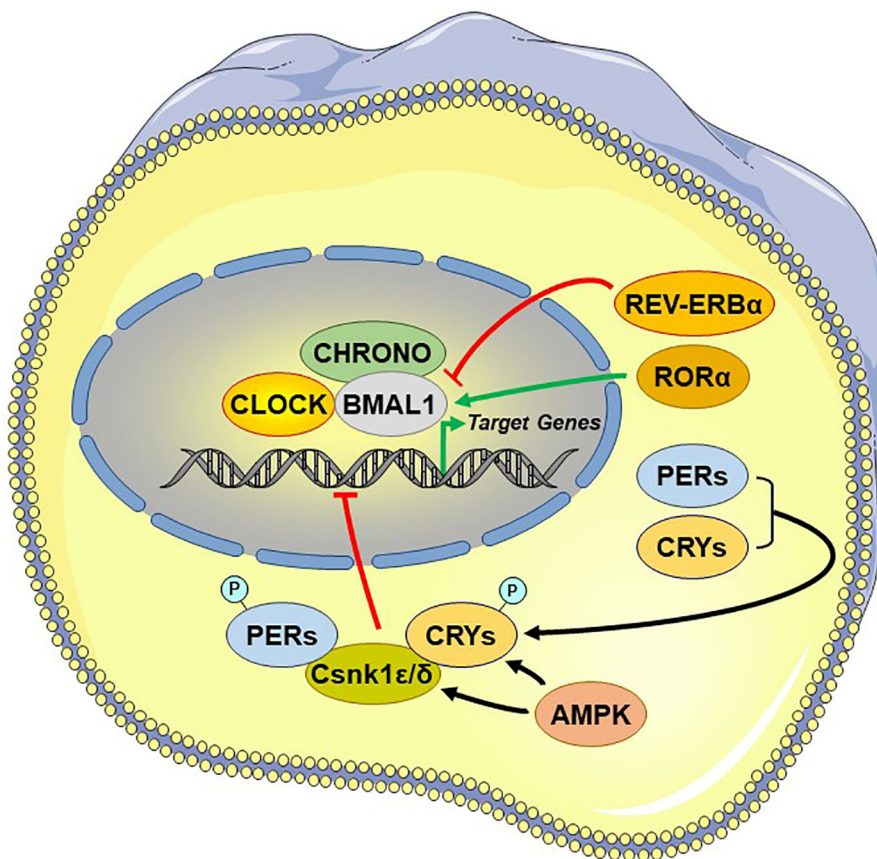 REV-ERBα
CHRONO
RORα
CLOCK
BMAL1
Target Genes
PERs
CRYs
P
P
PERs
CRYs
Csnk1ε/δ
AMPK